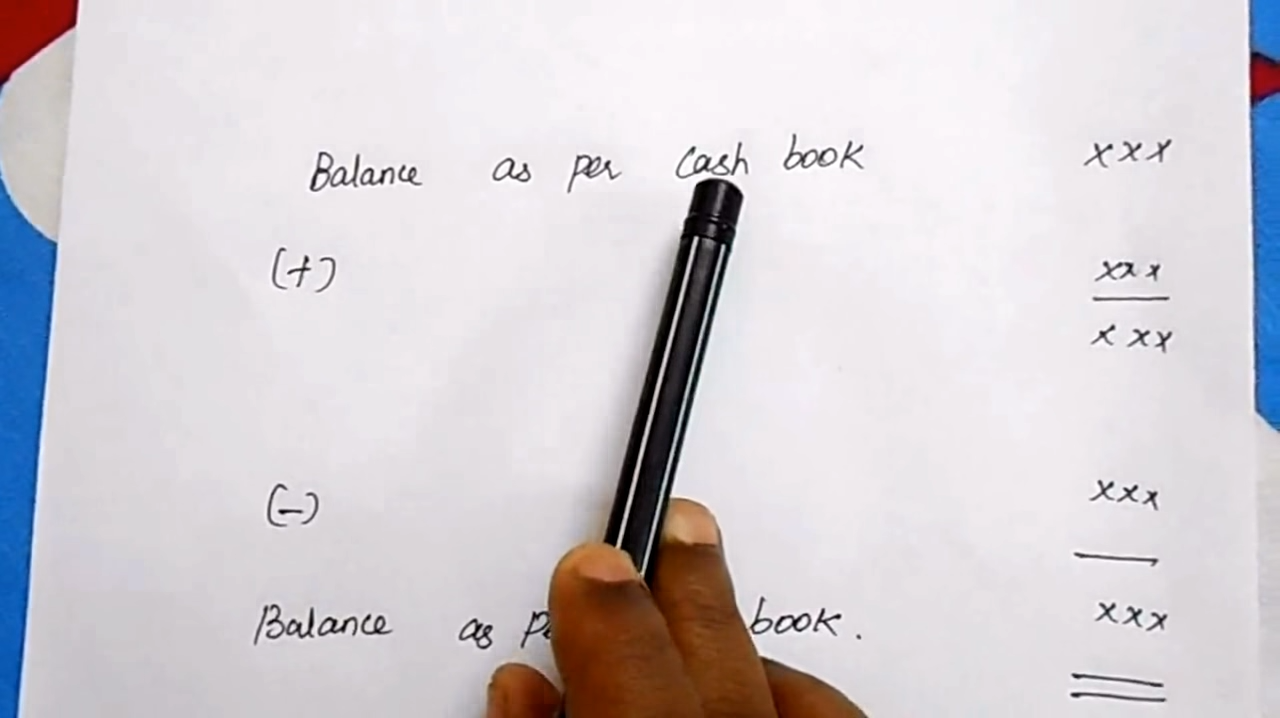 Balance as per Cash book xxx
(+) xxx
xxx
(-) xxx
Balance as book. xxx